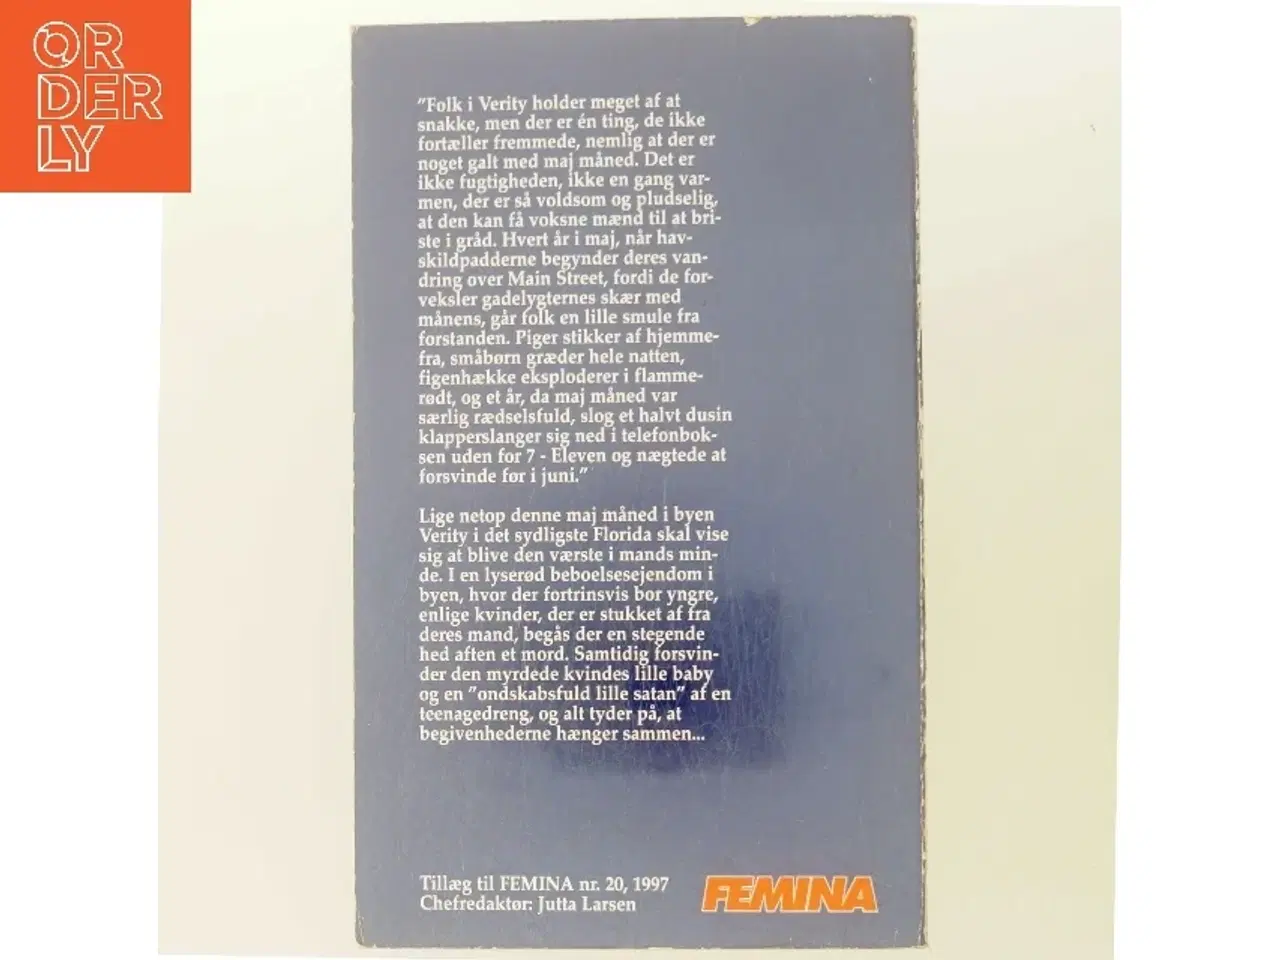 OR
DER
LY
"Folk i Verity holder meget af at
snakke, men der er én ting, de ikke
fortæller fremmede, nemlig at der er
noget galt med maj måned. Det er
ikke fugtigheden, ikke en gang var-
men, der er så voldsom og pludselig,
at den kan få voksne mænd til at bri-
ste i gråd. Hvert år i maj, når hav-
skildpadderne begynder deres van-
dring over Main Street, fordi de for-
veksler gadelygternes skær med
månens, går folk en lille smule fra
forstanden. Piger stikker af hjemme-
fra, småbørn græder hele natten,
figenhække eksploderer i flamme-
rødt, og et år, da maj måned var
særlig rædselsfuld, slog et halvt dusin
klapperslanger sig ned i telefonbok-
sen uden for 7 - Eleven og nægtede at
forsvinde før i juni."
Lige netop denne maj måned i byen
Verity i det sydligste Florida skal vise
sig at blive den værste i mands min-
de. I en lyserød beboelsesejendom i
byen, hvor der fortrinsvis bor yngre,
enlige kvinder, der er stukket af fra
deres mand, begås der en stegende
hed aften et mord. Samtidig forsvin-
der den myrdede kvindes lille baby
og en "ondskabsfuld lille satan" af en
teenagedreng, og alt tyder på, at
begivenhederne hænger sammen...
Tillæg til FEMINA nr. 20, 1997
Chefredaktør: Jutta Larsen
FEMINA